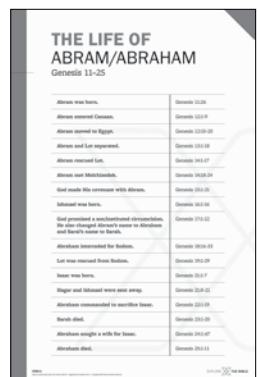 THE LIFE OF
ABRAM/ABRAHAM
Genesis 11–25
Abram was born. Genesis 11:26
Abram entered Canaan. Genesis 12:1-9
Abram moved to Egypt. Genesis 12:10-20
Abram and Lot separated. Genesis 13:1-18
Abram rescued Lot. Genesis 14:1-17
Abram met Melchizedek. Genesis 14:18-24
God made His covenant with Abram. Genesis 15:1-21
Ishmael was born. Genesis 16:1-16
God promised a son/instituted circumcision. Genesis 17:1-22
He also changed Abram's name to Abraham
and Sarai's name to Sarah.
Abraham interceded for Sodom. Genesis 18:16-33
Lot was rescued from Sodom. Genesis 19:1-29
Isaac was born. Genesis 21:1-7
Hagar and Ishmael were sent away. Genesis 21:8-21
Abraham commanded to sacrifice Isaac. Genesis 22:1-19
Sarah died. Genesis 23:1-20
Abraham sought a wife for Isaac. Genesis 24:1-67
Abraham died. Genesis 25:1-11
EXPLORE THE BIBLE